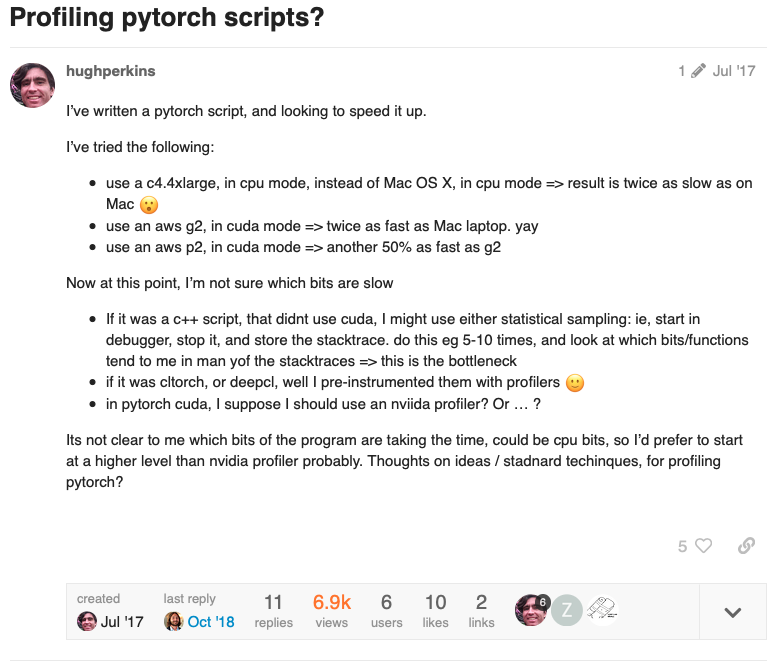 Profiling pytorch scripts?
hughperkins
1 Jul '17
I've written a pytorch script, and looking to speed it up.
I've tried the following:
• use a c4.4xlarge, in cpu mode, instead of Mac OS X, in cpu mode => result is twice as slow as on
Mac 😮
• use an aws g2, in cuda mode => twice as fast as Mac laptop. yay
• use an aws p2, in cuda mode => another 50% as fast as g2
Now at this point, I'm not sure which bits are slow
• If it was a c++ script, that didnt use cuda, I might use either statistical sampling: ie, start in
debugger, stop it, and store the stacktrace. do this eg 5-10 times, and look at which bits/functions
tend to me in man yof the stacktraces => this is the bottleneck
• if it was cltorch, or deepcl, well I pre-instrumented them with profilers 🙂
• in pytorch cuda, I suppose I should use an nviida profiler? Or … ?
Its not clear to me which bits of the program are taking the time, could be cpu bits, so I'd prefer to start
at a higher level than nvidia profiler probably. Thoughts on ideas / stadnard techinques, for profiling
pytorch?
5
created last reply 11 6.9k 6 10 2 6 Z
Jul '17 Oct '18 replies views users likes links